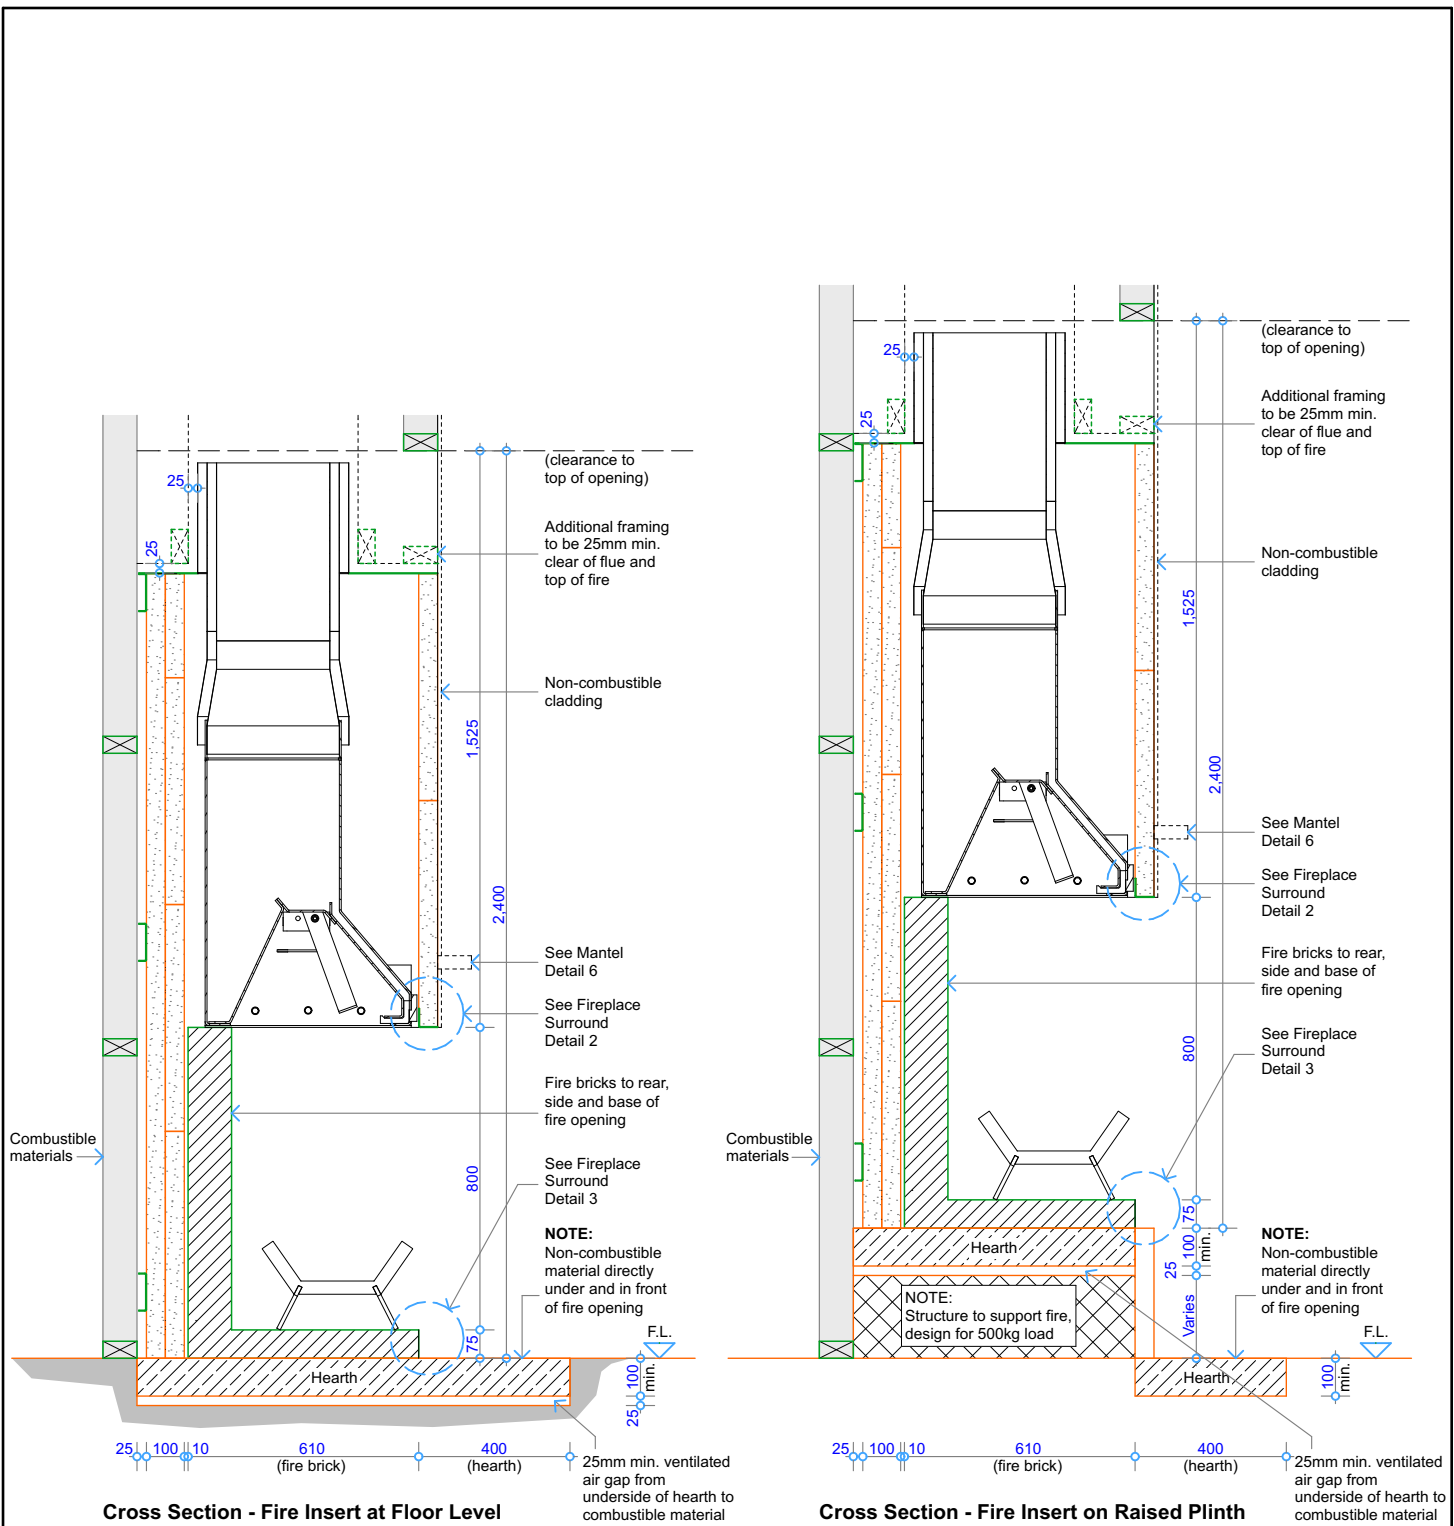 25
25
(clearance to
top of opening)
Additional framing
to be 25mm min.
clear of flue and
top of fire
Non-combustible
cladding
1,525
2,400
See Mantel
Detail 6
See Fireplace
Surround
Detail 2
Fire bricks to rear,
side and base of
fire opening
Combustible
materials
800
See Fireplace
Surround
Detail 3
NOTE:
Non-combustible
material directly
under and in front
of fire opening
75
F.L.
Hearth
100
min.
25
25
100
10
610
(fire brick)
400
(hearth)
25mm min. ventilated
air gap from
underside of hearth to
combustible material
Cross Section - Fire Insert at Floor Level
25
25
(clearance to
top of opening)
Additional framing
to be 25mm min.
clear of flue and
top of fire
Non-combustible
cladding
1,525
2,400
See Mantel
Detail 6
See Fireplace
Surround
Detail 2
Fire bricks to rear,
side and base of
fire opening
See Fireplace
Surround
Detail 3
800
Combustible
materials
75
Hearth
100
min.
25
NOTE:
Structure to support fire,
design for 500kg load
Varies
NOTE:
Non-combustible
material directly
under and in front
of fire opening
F.L.
Hearth
100
min.
25
100
10
610
(fire brick)
400
(hearth)
25mm min. ventilated
air gap from
underside of hearth to
combustible material
Cross Section - Fire Insert on Raised Plinth